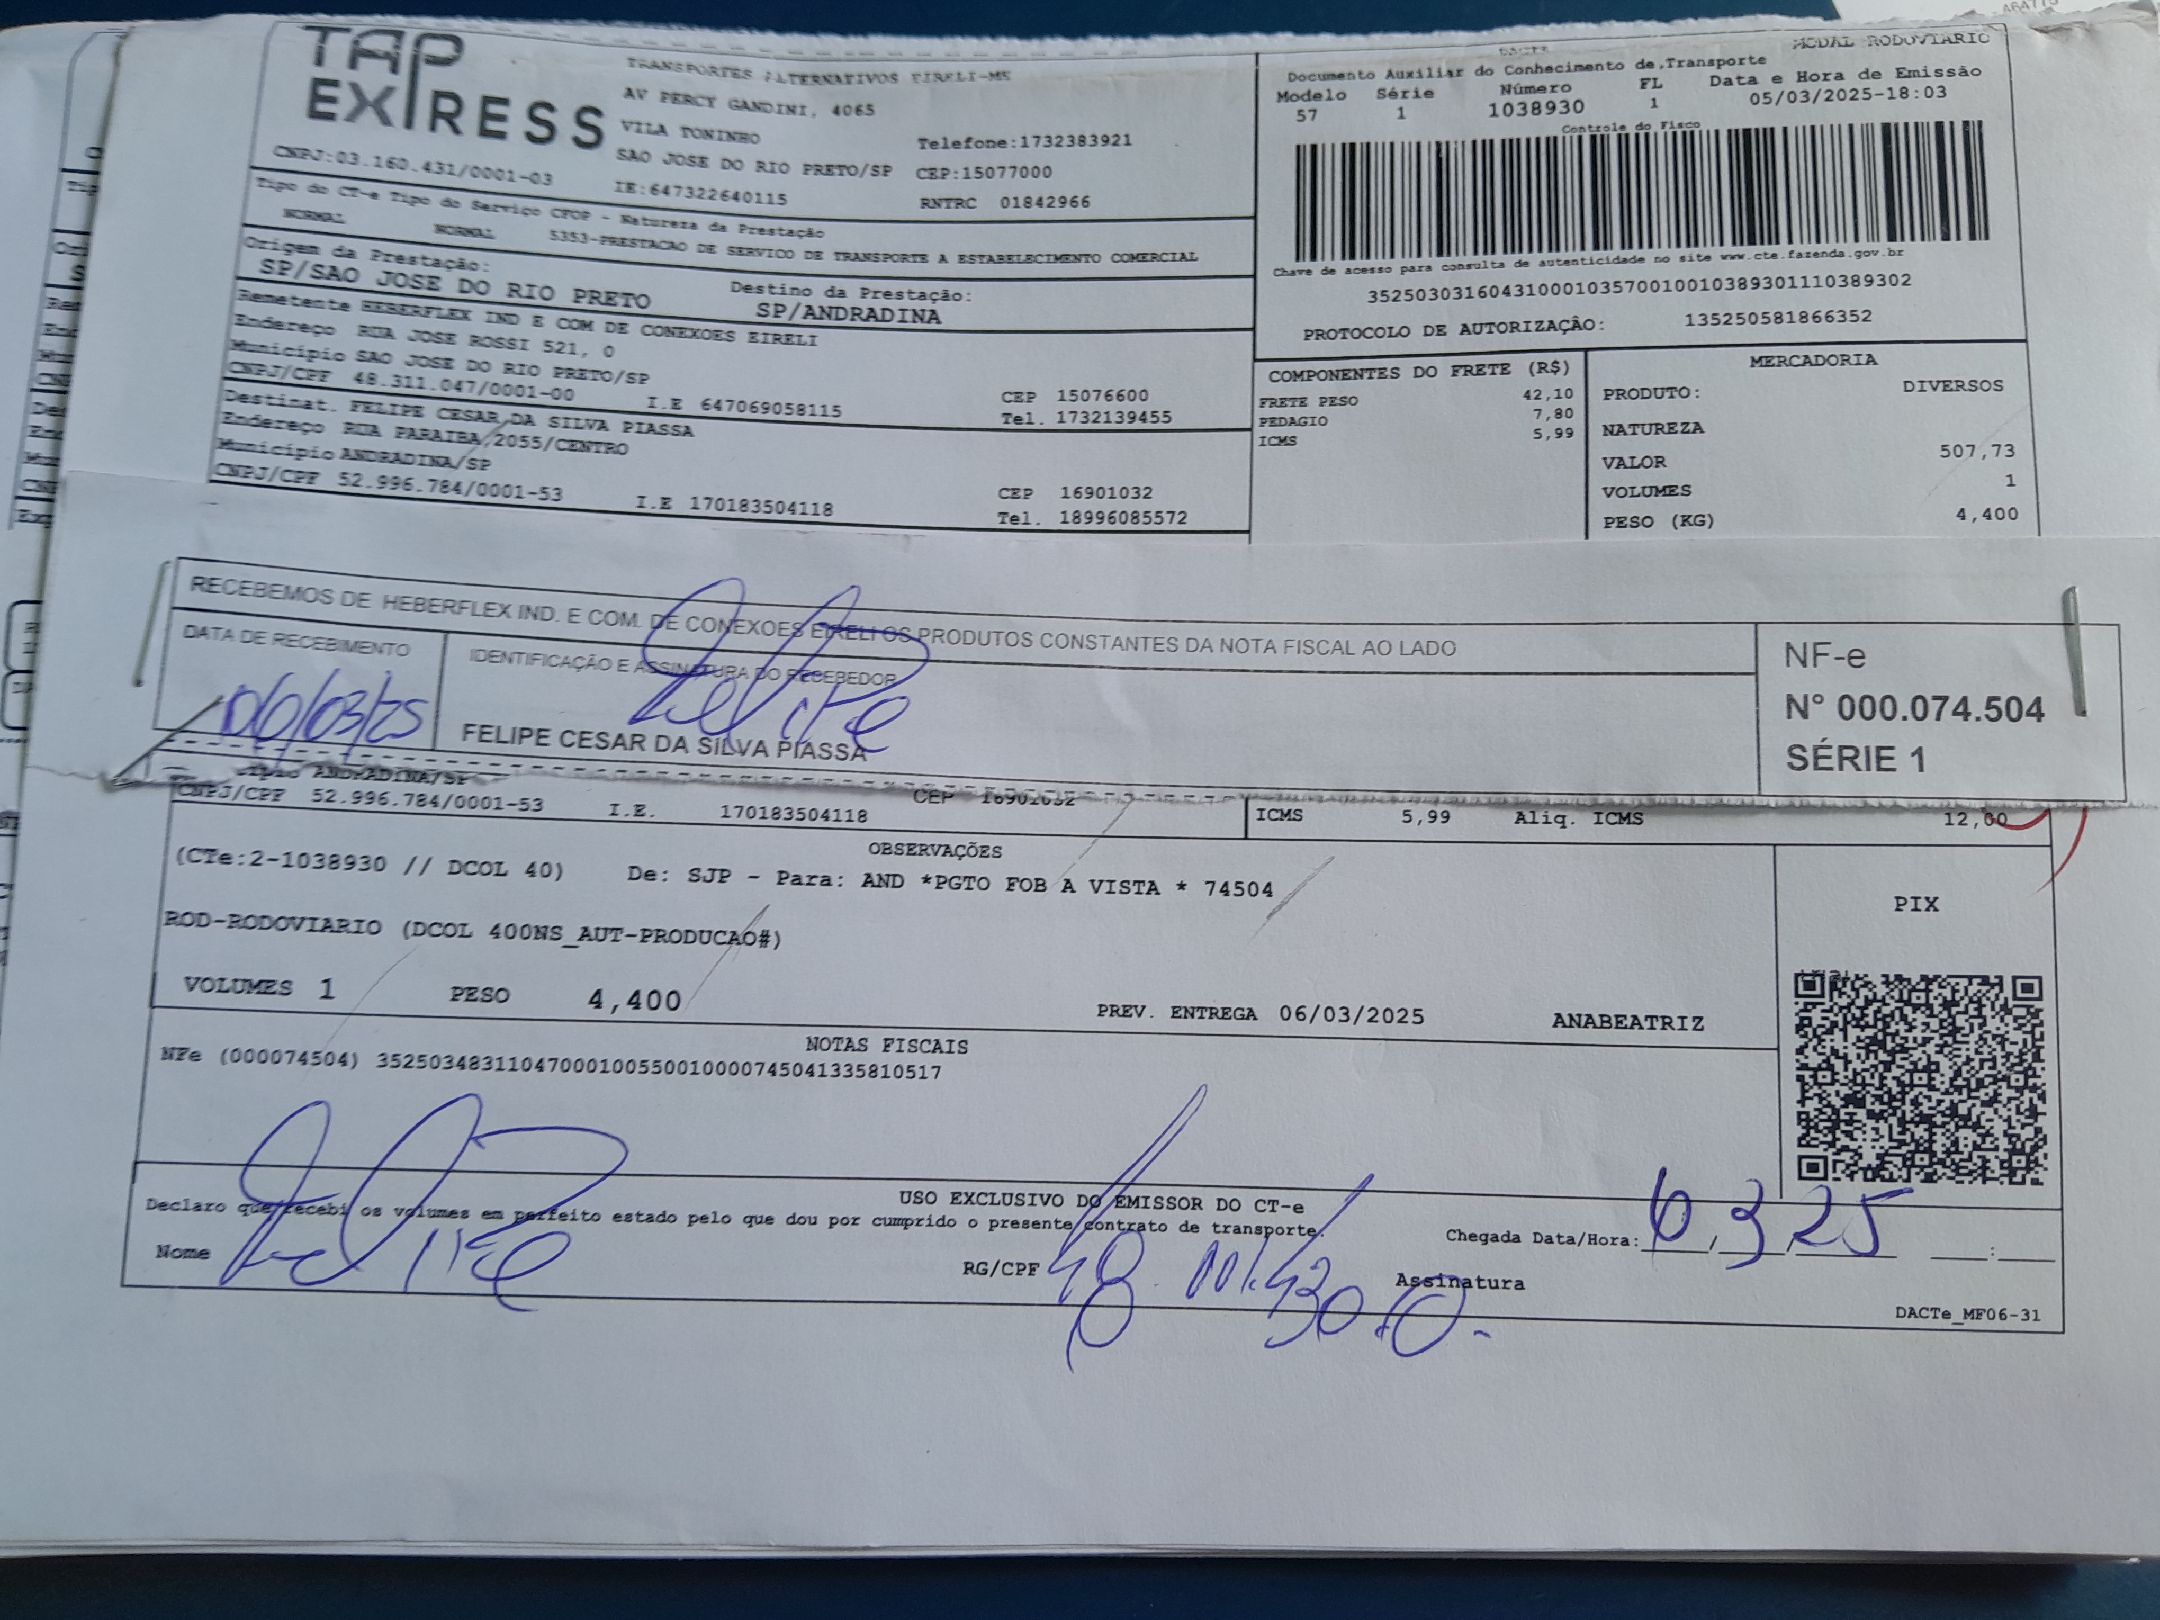 TAP EXPRESS
TRANSPORTES ALTERNATIVOS EIRELI-MS
AV PERCY GANDINI, 4065
VILA TONINHO
Telefone:1732383921
SAO JOSE DO RIO PRETO/SP CEP:15077000
CNPJ:03.160.431/0001-03
IE:647322640115
RNTRC 01842966
Tipo do CT-e Tipo do Serviço CFOP - Natureza da Prestação
NORMAL NORMAL 5353-PRESTACAO DE SERVICO DE TRANSPORTE A ESTABELECIMENTO COMERCIAL
Origem da Prestação:
SP/SAO JOSE DO RIO PRETO
Destino da Prestação:
SP/ANDRADINA
Remetente HEBERFLEX IND E COM DE CONEXOES EIRELI
Endereço RUA JOSE ROSSI 521, 0
Município SAO JOSE DO RIO PRETO/SP
CEP 15076600
CNPJ/CPF 48.311.047/0001-00 I.E 647069058115 Tel. 1732139455
Destinat. FELIPE CESAR DA SILVA PIASSA
Endereço RUA PARAIBA,2055/CENTRO
Município ANDRADINA/SP
CEP 16901032
CNPJ/CPF 52.996.784/0001-53 I.E 170183504118 Tel. 18996085572
DACTE MODAL RODOVIARIO
Documento Auxiliar do Conhecimento de Transporte
Modelo Série Número FL Data e Hora de Emissão
57 1 1038930 1 05/03/2025-18:03
Controle do Fisco
Chave de acesso para consulta de autenticidade no site www.cte.fazenda.gov.br
35250303160431000103570010010389301110389302
PROTOCOLO DE AUTORIZAÇÃO: 135250581866352
COMPONENTES DO FRETE (R$)
FRETE PESO 42,10
PEDAGIO 7,80
ICMS 5,99
MERCADORIA
PRODUTO: DIVERSOS
NATUREZA
VALOR 507,73
VOLUMES 1
PESO (KG) 4,400
RECEBEMOS DE HEBERFLEX IND. E COM. DE CONEXOES EIRELI OS PRODUTOS CONSTANTES DA NOTA FISCAL AO LADO
DATA DE RECEBIMENTO
IDENTIFICAÇÃO E ASSINATURA DO RECEBEDOR
06/03/25
Felipe
FELIPE CESAR DA SILVA PIASSA
NF-e
N° 000.074.504
SÉRIE 1
ANDRADINA/SP
CEP 16901032
CNPJ/CPF 52.996.784/0001-53 I.E. 170183504118
ICMS 5,99 Aliq. ICMS 12,00
OBSERVAÇÕES
(CTe:2-1038930 // DCOL 40) De: SJP - Para: AND *PGTO FOB A VISTA * 74504
ROD-RODOVIARIO (DCOL 400NS_AUT-PRODUCAO#)
VOLUMES 1 PESO 4,400 PREV. ENTREGA 06/03/2025 ANABEATRIZ
PIX
NOTAS FISCAIS
NFe (000074504) 35250348311047000100550010000745041335810517
USO EXCLUSIVO DO EMISSOR DO CT-e
Declaro que recebi os volumes em perfeito estado pelo que dou por cumprido o presente contrato de transporte.
Chegada Data/Hora: 6/3/25 :
Nome Felipe RG/CPF Assinatura
DACTe_MF06-31